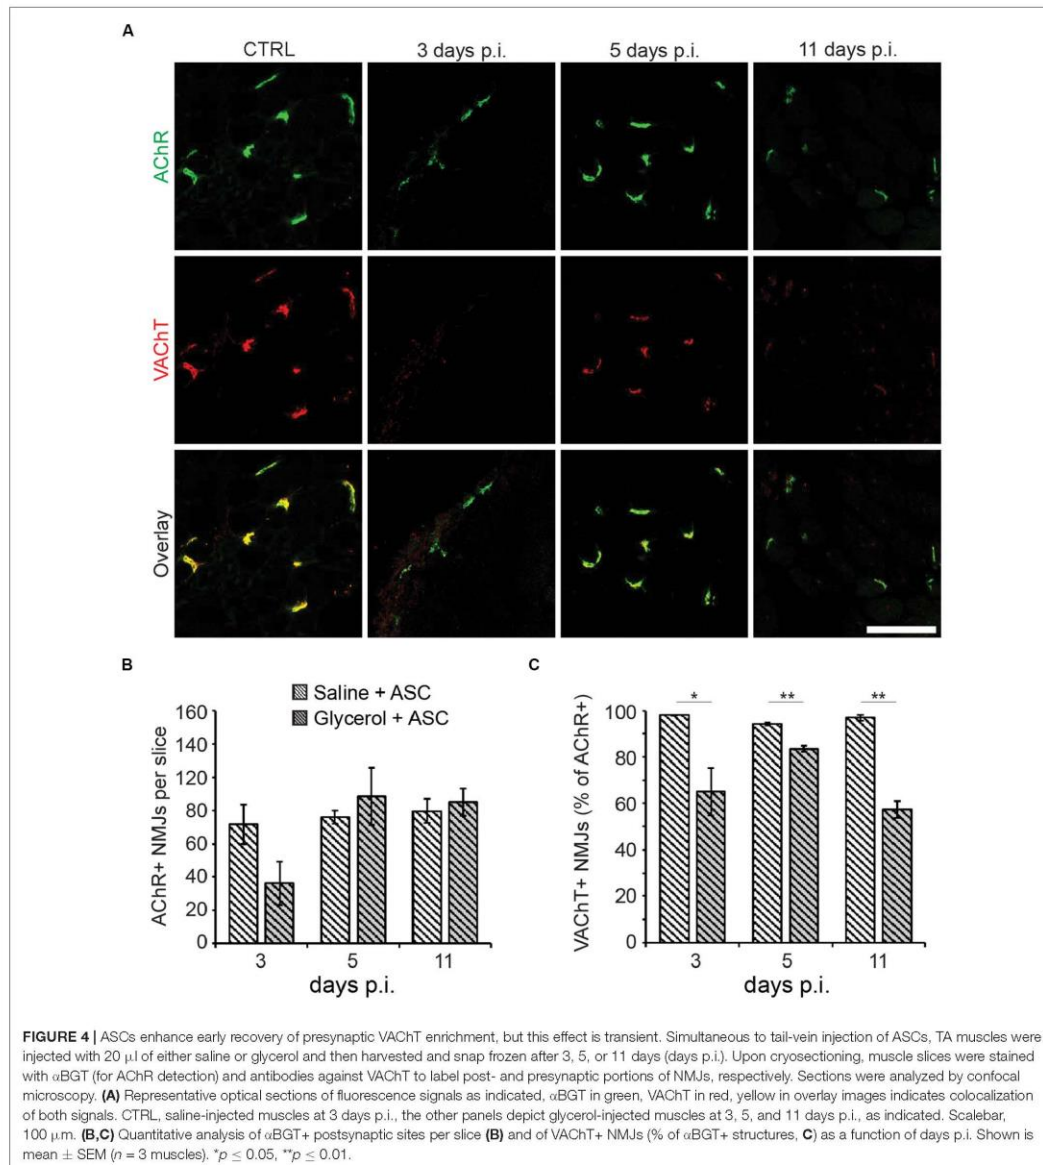 A
CTRL
3 days p.i.
5 days p.i.
11 days p.i.
AChR
VAChT
Overlay
B
AChR+ NMJs per slice
160
120
100
80
60
40
20
0
Saline + ASC
Glycerol + ASC
3
5
11
days p.i.
C
VAChT+ NMJs (% of AChR+)
100
80
60
40
20
0
*
**
**
3
5
11
days p.i.
FIGURE 4 | ASCs enhance early recovery of presynaptic VAChT enrichment, but this effect is transient. Simultaneous to tail-vein injection of ASCs, TA muscles were
injected with 20 μl of either saline or glycerol and then harvested and snap frozen after 3, 5, or 11 days (days p.i.). Upon cryosectioning, muscle slices were stained
with αBGT (for AChR detection) and antibodies against VAChT to label post- and presynaptic portions of NMJs, respectively. Sections were analyzed by confocal
microscopy. (A) Representative optical sections of fluorescence signals as indicated, αBGT in green, VAChT in red, yellow in overlay images indicates colocalization
of both signals. CTRL, saline-injected muscles at 3 days p.i., the other panels depict glycerol-injected muscles at 3, 5, and 11 days p.i., as indicated. Scalebar,
100 μm. (B,C) Quantitative analysis of αBGT+ postsynaptic sites per slice (B) and of VAChT+ NMJs (% of αBGT+ structures, C) as a function of days p.i. Shown is
mean ± SEM (n = 3 muscles). *p ≤ 0.05, **p ≤ 0.01.